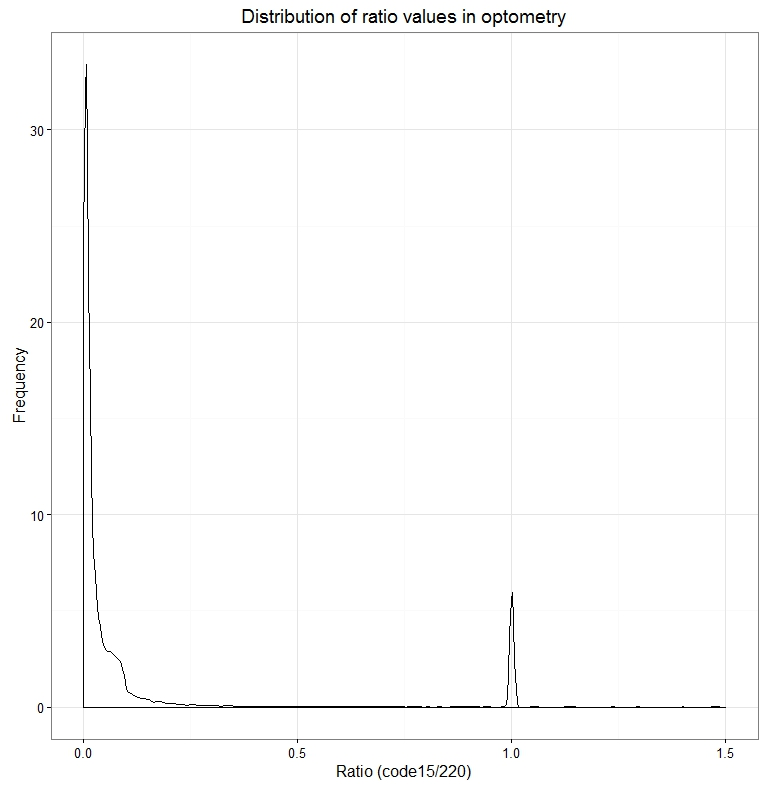 Distribution of ratio values in optometry
Frequency
30
20
10
0
0.0 0.5 1.0 1.5
Ratio (code15/220)